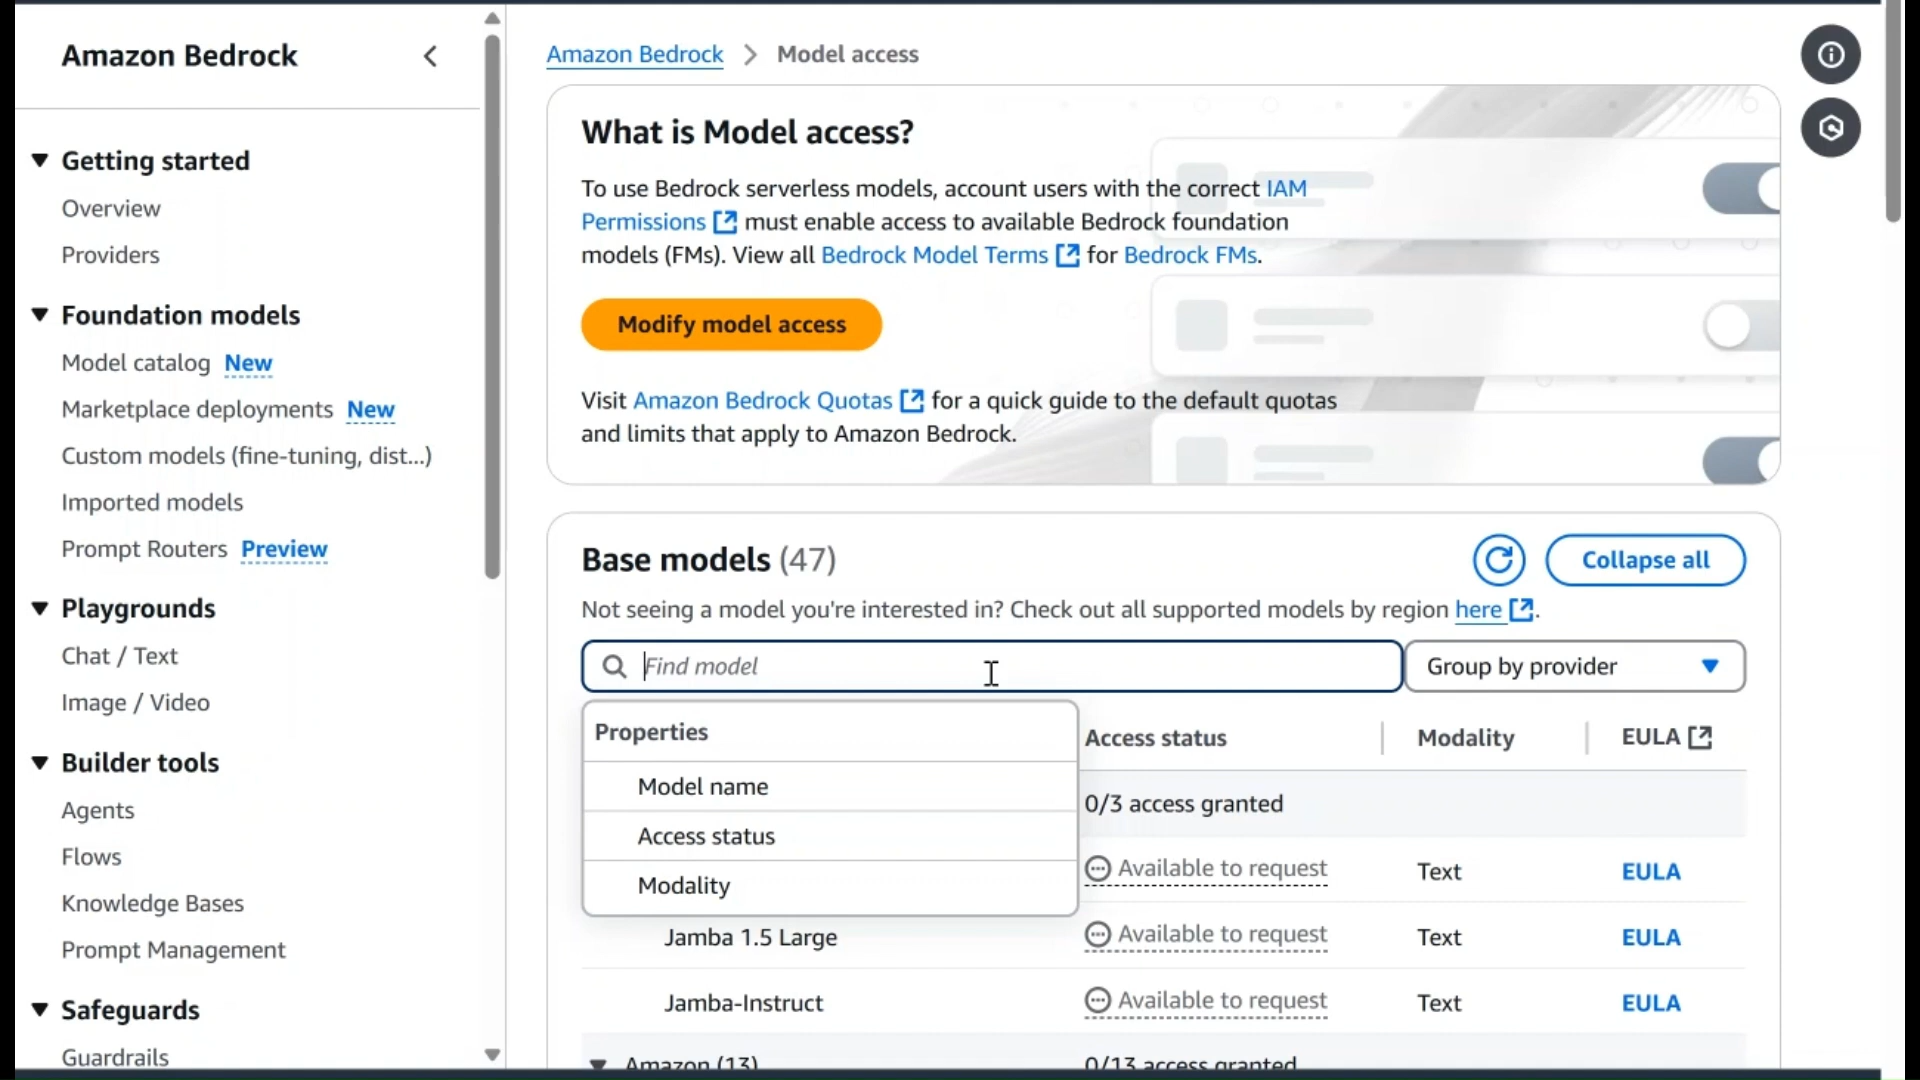 Amazon Bedrock
Getting started
Overview
Providers
Foundation models
Model catalog New
Marketplace deployments New
Custom models (fine-tuning, dist...)
Imported models
Prompt Routers Preview
Playgrounds
Chat / Text
Image / Video
Builder tools
Agents
Flows
Knowledge Bases
Prompt Management
Safeguards
Guardrails
Amazon Bedrock > Model access
What is Model access?
To use Bedrock serverless models, account users with the correct IAM
Permissions must enable access to available Bedrock foundation
models (FMs). View all Bedrock Model Terms for Bedrock FMs.
Modify model access
Visit Amazon Bedrock Quotas for a quick guide to the default quotas
and limits that apply to Amazon Bedrock.
Base models (47)
Collapse all
Not seeing a model you're interested in? Check out all supported models by region here.
Find model
Group by provider
Properties
Model name
Access status
Modality
Access status Modality EULA
0/3 access granted
Available to request Text EULA
Jamba 1.5 Large Available to request Text EULA
Jamba-Instruct Available to request Text EULA
Amazon (13) 0/13 access granted